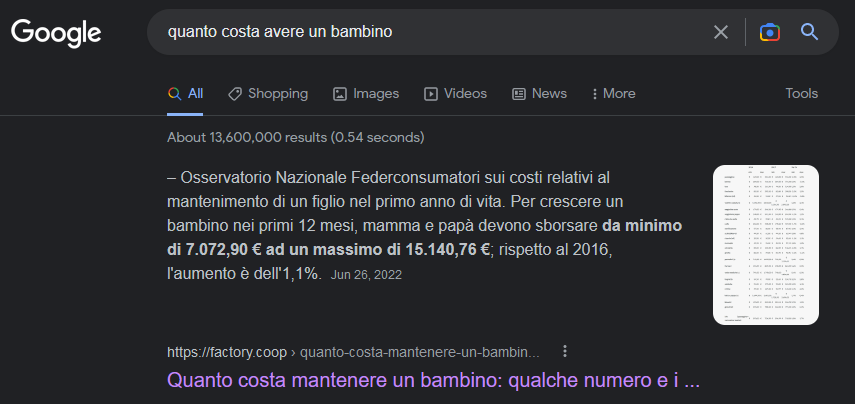 Google
quanto costa avere un bambino
All Shopping Images Videos News More Tools
About 13,600,000 results (0.54 seconds)
– Osservatorio Nazionale Federconsumatori sui costi relativi al
mantenimento di un figlio nel primo anno di vita. Per crescere un
bambino nei primi 12 mesi, mamma e papà devono sborsare da minimo
di 7.072,90 € ad un massimo di 15.140,76 €; rispetto al 2016,
l'aumento è dell'1,1%. Jun 26, 2022
https://factory.coop › quanto-costa-mantenere-un-bambin...
Quanto costa mantenere un bambino: qualche numero e i ...